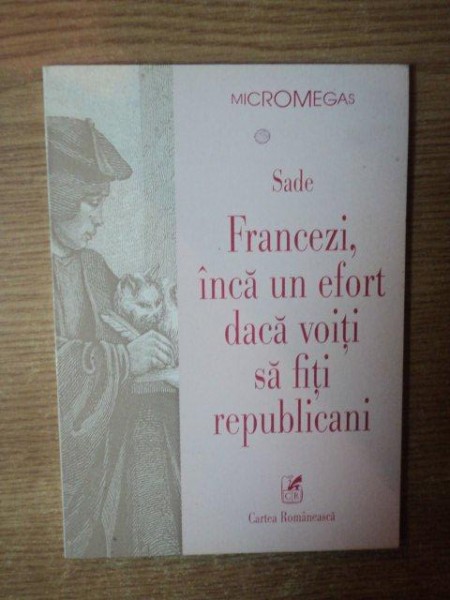 MICROMEGAS
Sade
Francezi,
încă un efort
dacă voiți
să fiți
republicani
CR
Cartea Românească